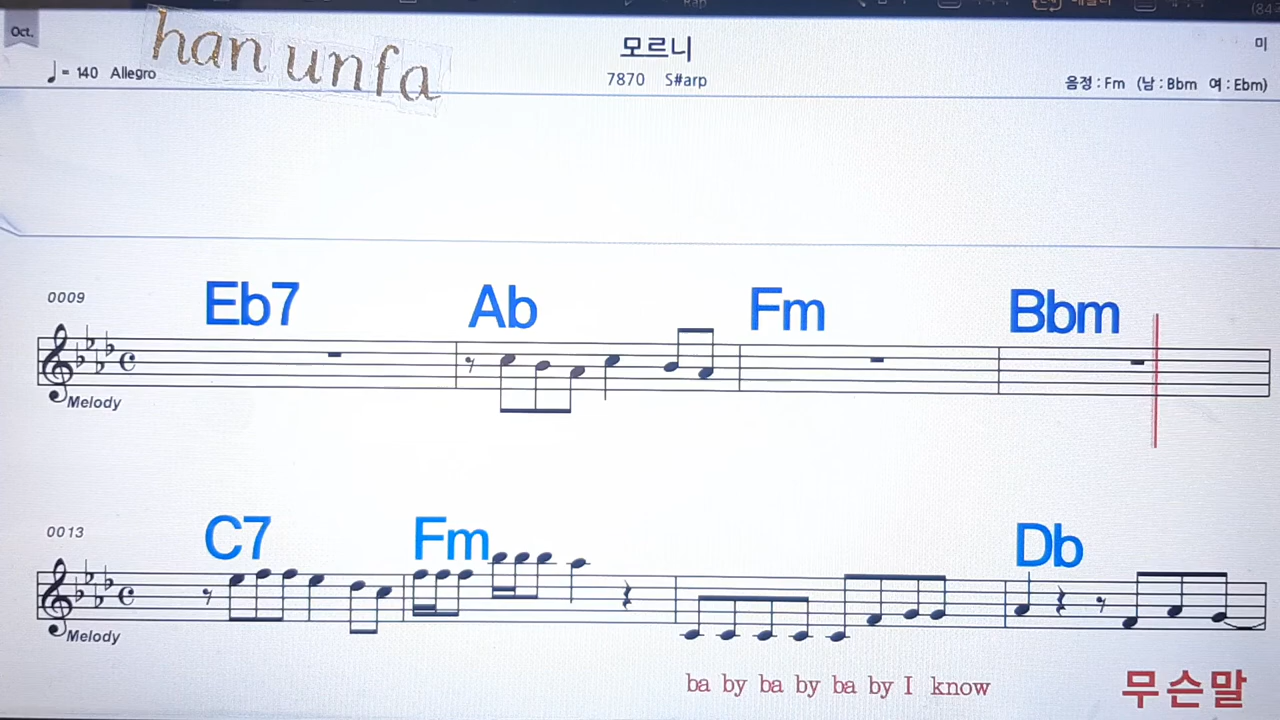 Oct.
han unfa
모르니
♩ = 140 Allegro
7870 S#arp
음정 : Fm (남 : Bbm 여 : Ebm)
0009
Eb7 Ab Fm Bbm
Melody
0013
C7 Fm Db
Melody
ba by ba by ba by I know 무슨말